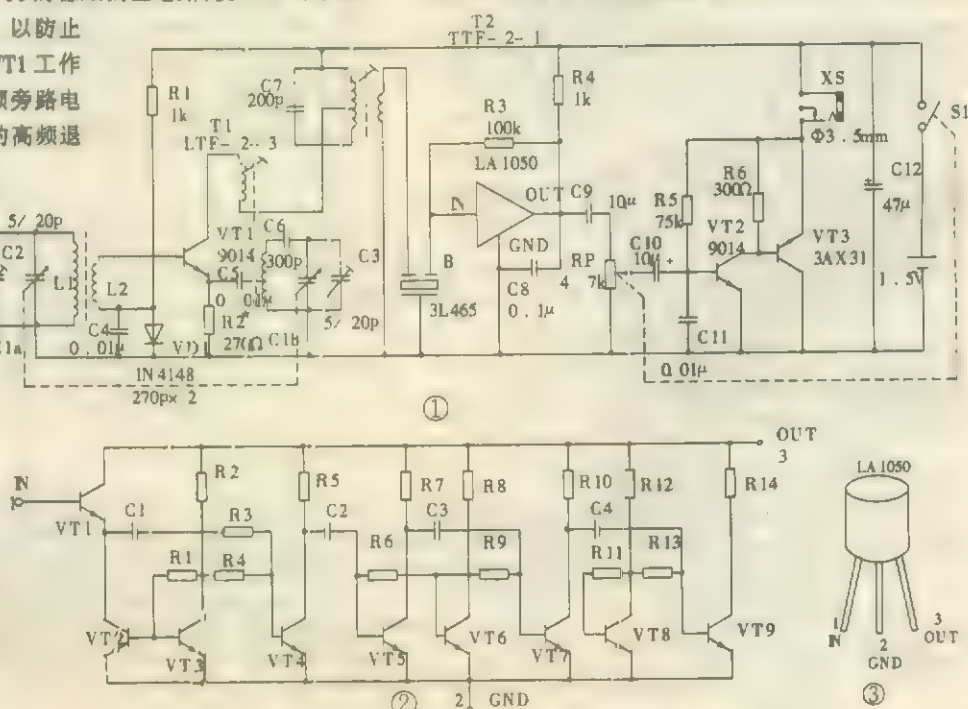 以防止
VT1工作
频旁路电
的高频退
T2
TTF-2-1
C7
200p
R1
1k
T1
LTF-2-3
R3
100k
R4
1k
LA1050
XS
Φ3.5mm
S1
5/20p
C2
L1
L2
C4
0.01μ
VD1
IN4148
270p×2
C1a
VT1
9014
C5
R2*
270Ω
C6
300p
C1b
C3
5/20p
B
3L465
IN
OUT
GND
C8
0.1μ
C9
10μ
RP
4
7k
C10
10μ
+
R5
75k
R6
300Ω
VT2
9014
VT3
3AX31
C11
0.01μ
C12
47μ
+
1.5V
①
IN
VT1
C1
R2
R3
R1
R4
VT2
VT3
VT4
R5
C2
R6
R7
C3
R8
R9
VT5
VT6
R10
C4
R11
R12
R13
R14
VT7
VT8
VT9
OUT
3
②
2
GND
LA1050
1
IN
2
GND
3
OUT
③